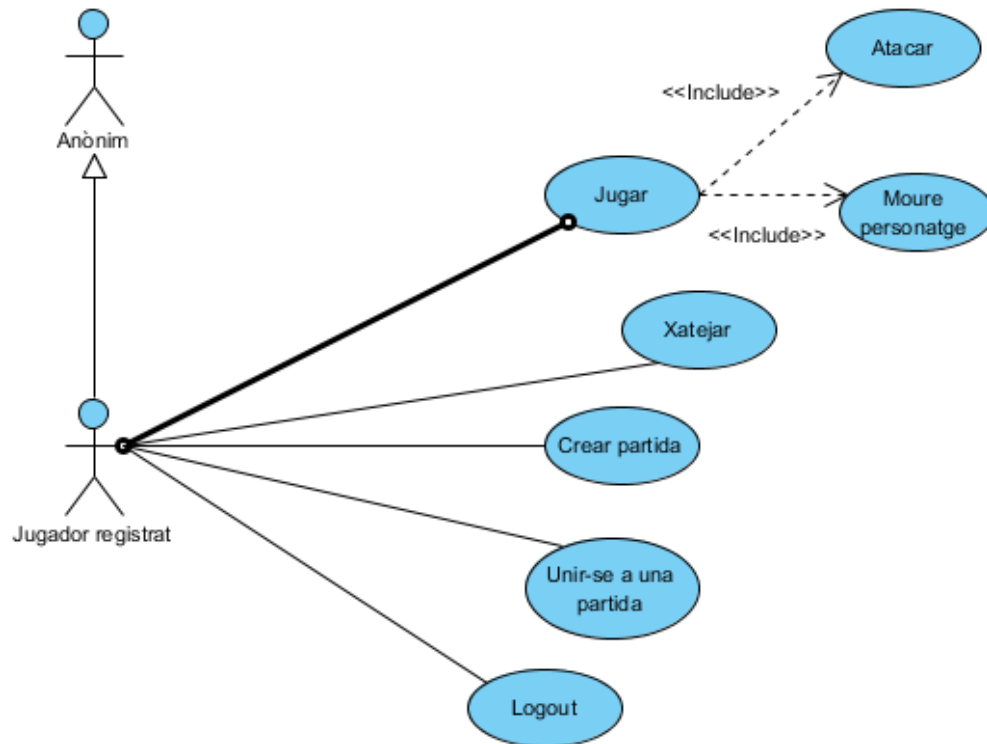 Anònim
Atacar
<<Include>>
Jugar
Moure
personatge
<<Include>>
Xatejar
Crear partida
Jugador registrat
Unir-se a una
partida
Logout